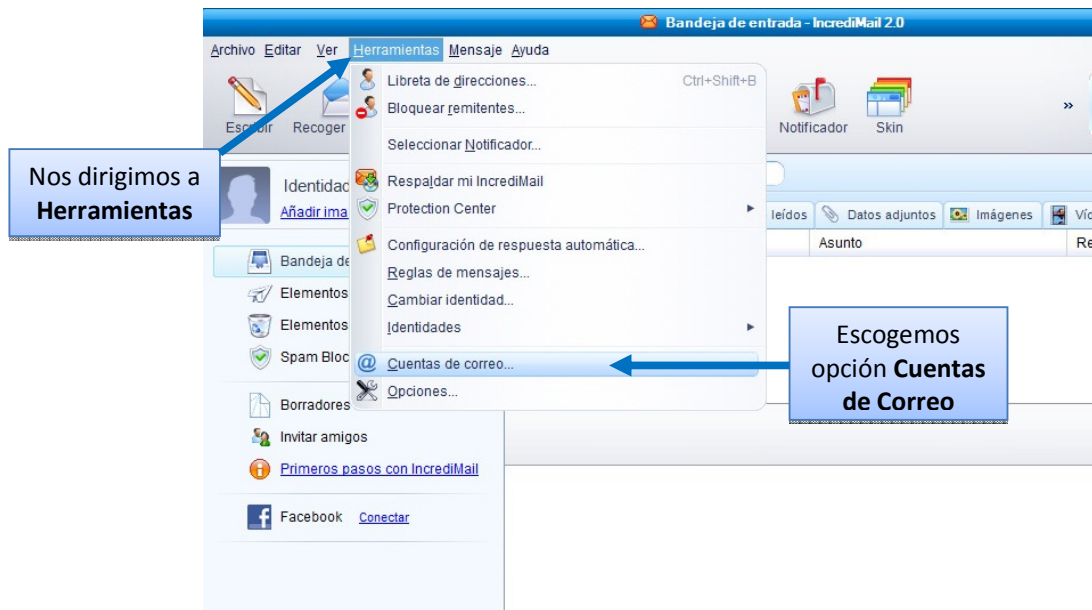 Bandeja de entrada - IncrediMail 2.0
Archivo Editar Ver Herramientas Mensaje Ayuda
Libreta de direcciones... Ctrl+Shift+B
Bloquear remitentes...
Escribir Recoger Notificador Skin »
Seleccionar Notificador...
Nos dirigimos a
Herramientas
Identidad
Respaldar mi IncrediMail
Añadir ima
Protection Center
leídos Datos adjuntos Imágenes Víd
Asunto Re
Configuración de respuesta automática...
Bandeja de
Reglas de mensajes...
Elementos
Cambiar identidad...
Elementos
Identidades
Spam Bloc
Cuentas de correo...
Escogemos
opción Cuentas
de Correo
Opciones...
Borradores
Invitar amigos
Primeros pasos con IncrediMail
Facebook Conectar